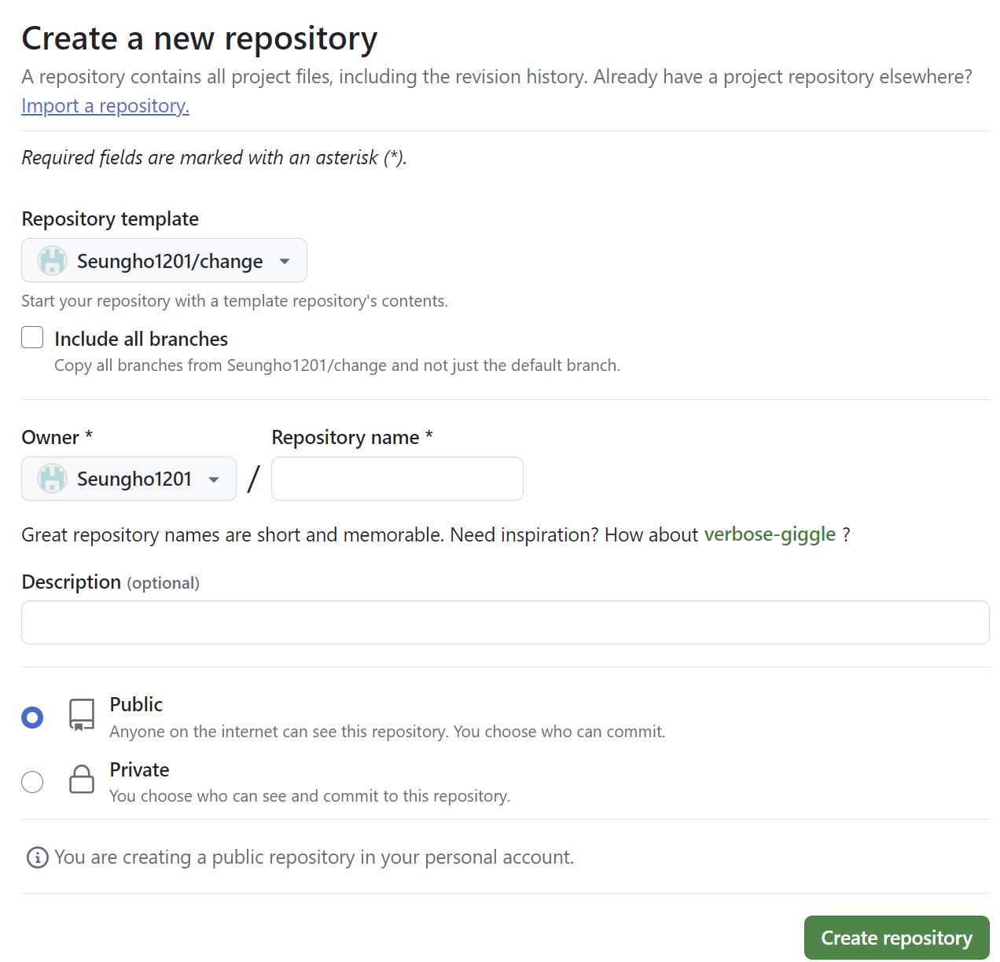 Create a new repository
A repository contains all project files, including the revision history. Already have a project repository elsewhere?
Import a repository.
Required fields are marked with an asterisk (*).
Repository template
Seungho1201/change
Start your repository with a template repository's contents.
Include all branches
Copy all branches from Seungho1201/change and not just the default branch.
Owner * Repository name *
Seungho1201 /
Great repository names are short and memorable. Need inspiration? How about verbose-giggle ?
Description (optional)
Public
Anyone on the internet can see this repository. You choose who can commit.
Private
You choose who can see and commit to this repository.
You are creating a public repository in your personal account.
Create repository